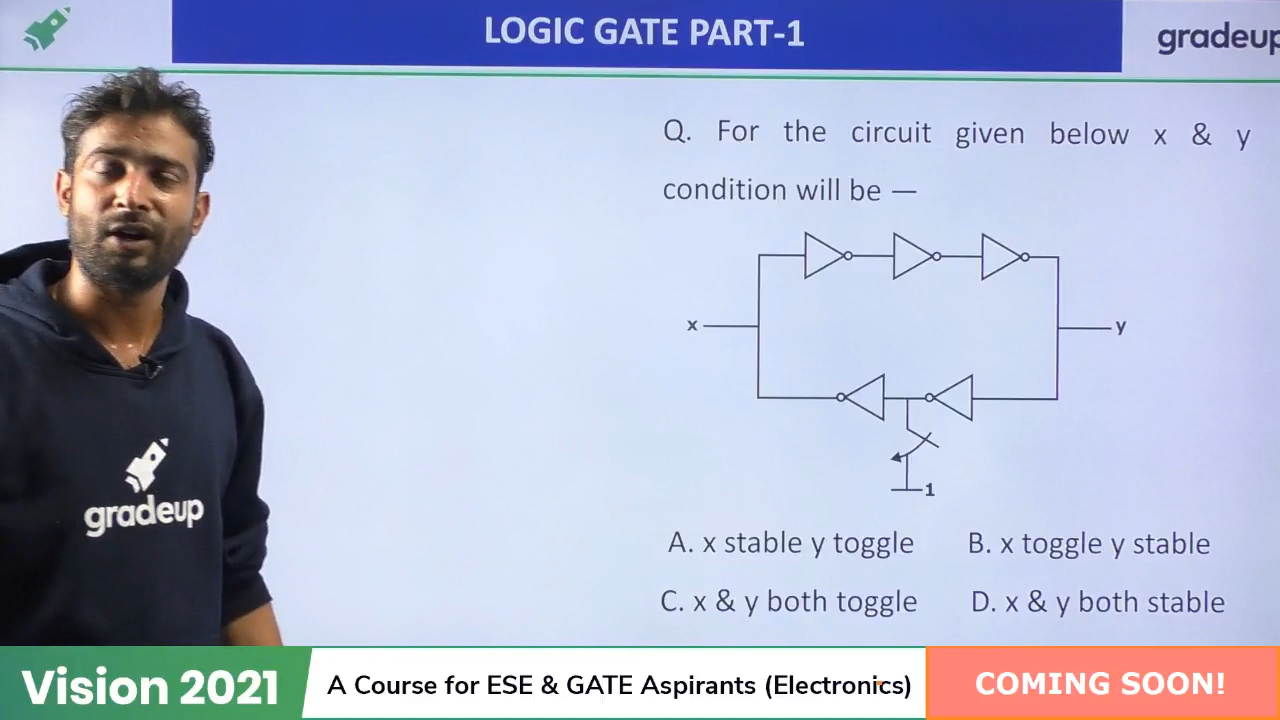 LOGIC GATE PART-1
gradeup
Q. For the circuit given below x & y
condition will be —
x
y
1
A. x stable y toggle
B. x toggle y stable
C. x & y both toggle
D. x & y both stable
gradeup
Vision 2021
A Course for ESE & GATE Aspirants (Electronics)
COMING SOON!